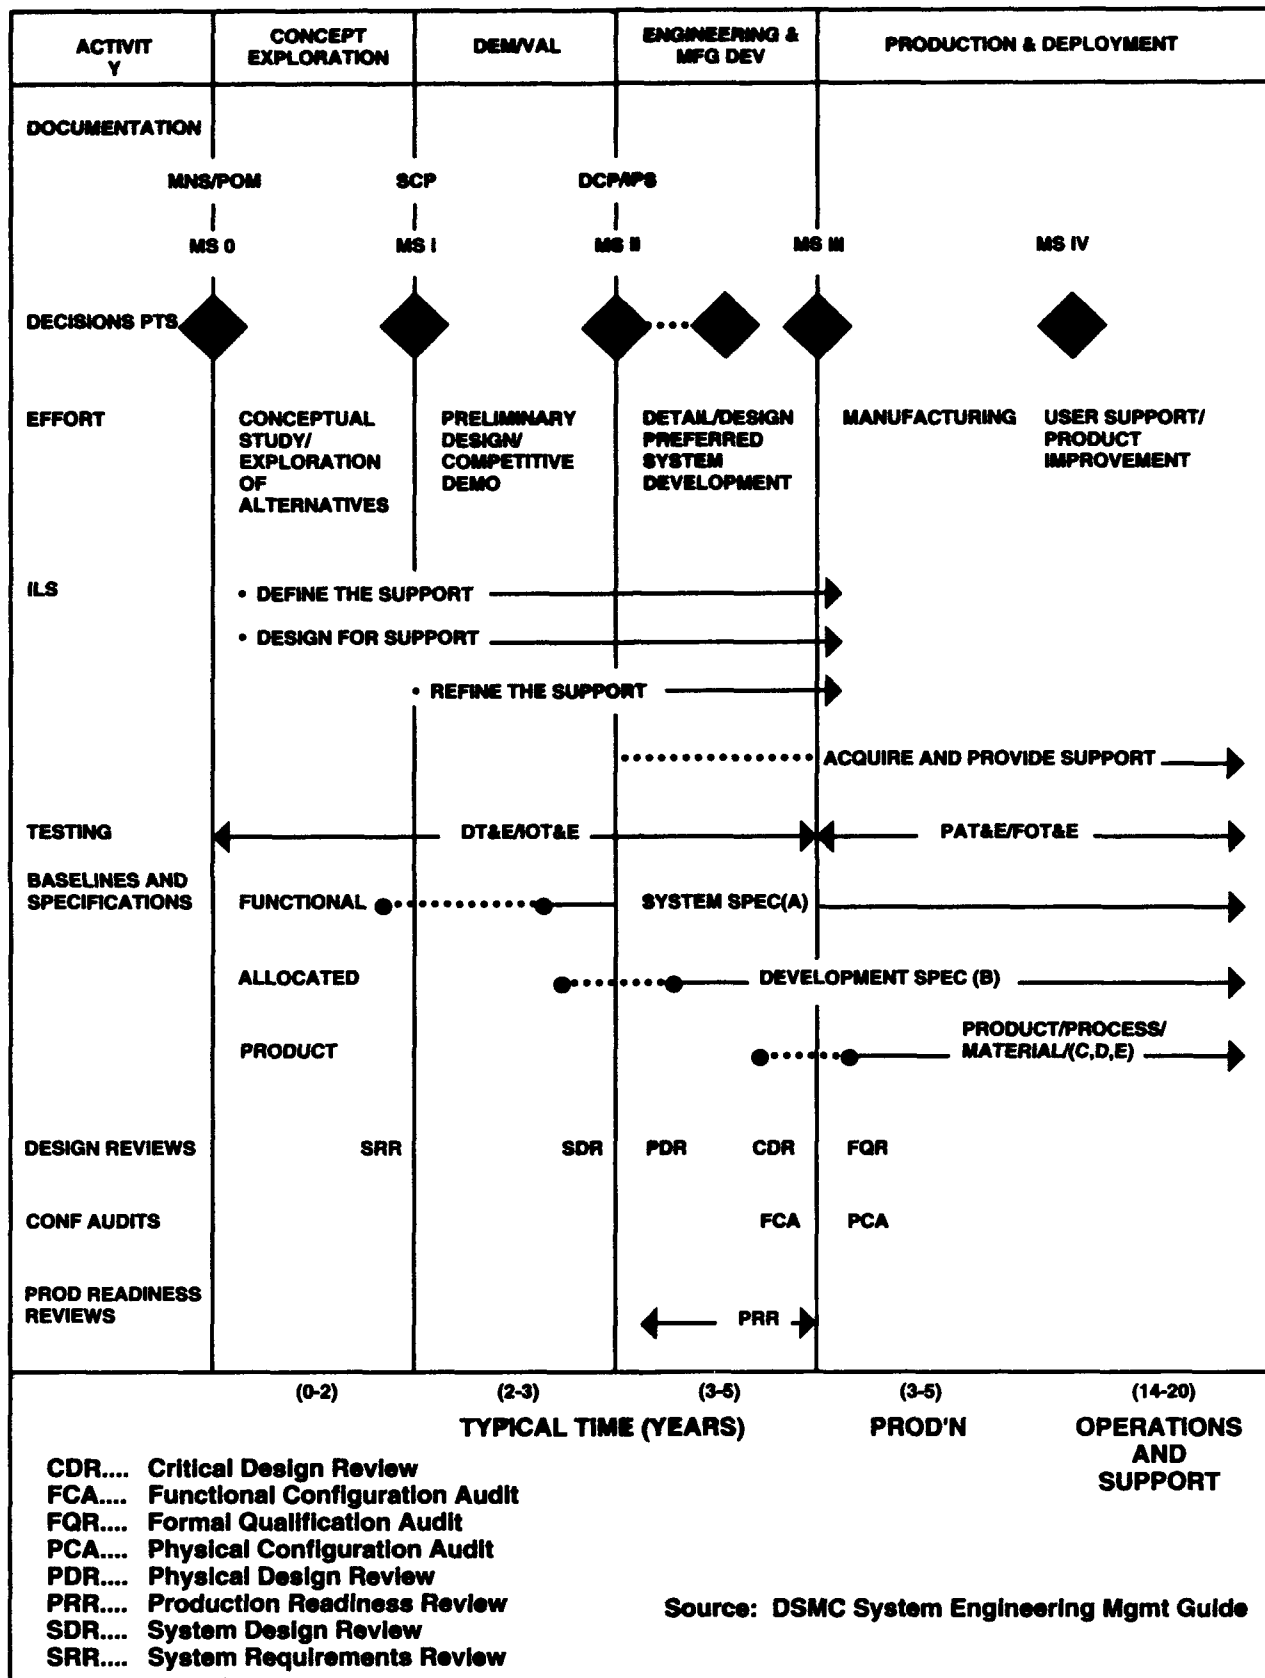 ACTIVIT
Y
CONCEPT
EXPLORATION
DEM/VAL
ENGINEERING &
MFG DEV
PRODUCTION & DEPLOYMENT
DOCUMENTATION
MNS/POM
SCP
DCP/IPS
MS 0
MS I
MS II
MS III
MS IV
DECISIONS PTS
EFFORT
CONCEPTUAL
STUDY/
EXPLORATION
OF
ALTERNATIVES
PRELIMINARY
DESIGN/
COMPETITIVE
DEMO
DETAIL/DESIGN
PREFERRED
SYSTEM
DEVELOPMENT
MANUFACTURING
USER SUPPORT/
PRODUCT
IMPROVEMENT
ILS
• DEFINE THE SUPPORT
• DESIGN FOR SUPPORT
• REFINE THE SUPPORT
ACQUIRE AND PROVIDE SUPPORT
TESTING
DT&E/IOT&E
PAT&E/FOT&E
BASELINES AND
SPECIFICATIONS
FUNCTIONAL
SYSTEM SPEC(A)
ALLOCATED
DEVELOPMENT SPEC (B)
PRODUCT
PRODUCT/PROCESS/
MATERIAL/(C,D,E)
DESIGN REVIEWS
SRR
SDR
PDR
CDR
FQR
CONF AUDITS
FCA
PCA
PROD READINESS
REVIEWS
PRR
(0-2)
(2-3)
(3-5)
(3-5)
(14-20)
TYPICAL TIME (YEARS)
PROD'N
OPERATIONS
AND
SUPPORT
CDR.... Critical Design Review
FCA.... Functional Configuration Audit
FQR.... Formal Qualification Audit
PCA.... Physical Configuration Audit
PDR.... Physical Design Review
PRR.... Production Readiness Review
SDR.... System Design Review
SRR.... System Requirements Review
Source: DSMC System Engineering Mgmt Guide